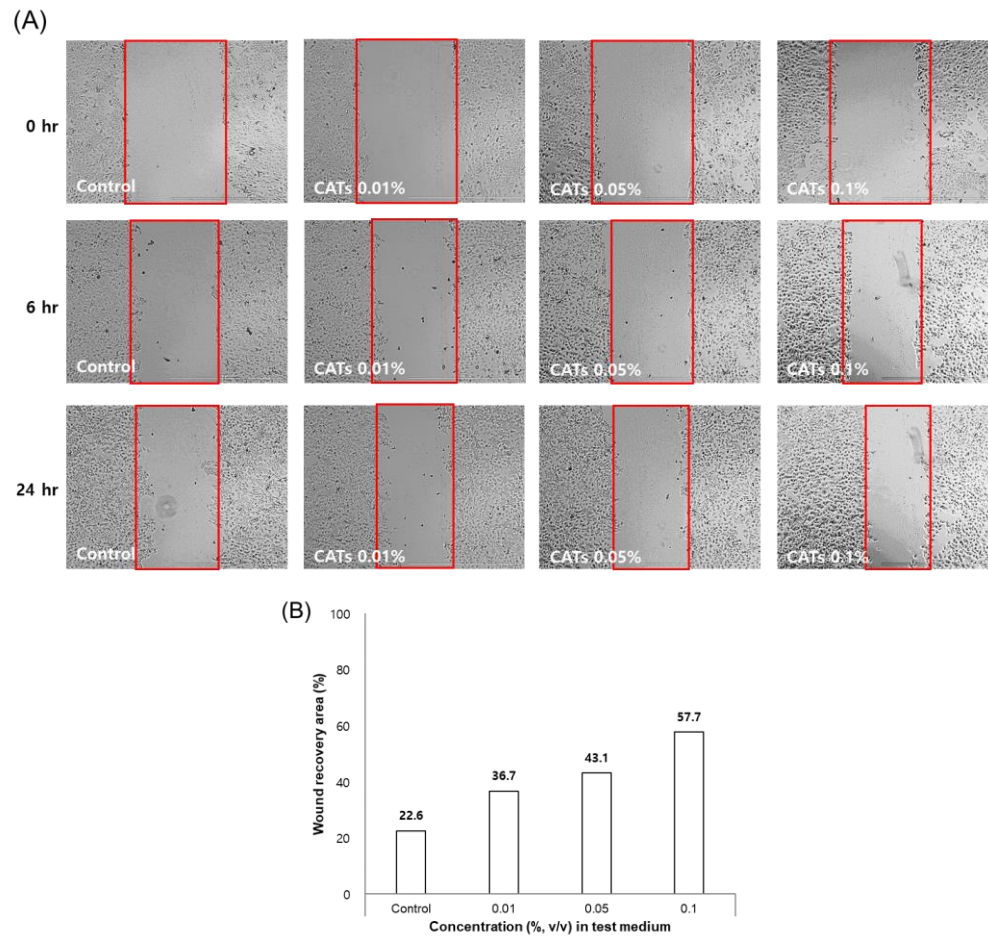 (A)
0 hr
Control
CATs 0.01%
CATs 0.05%
CATs 0.1%
6 hr
Control
CATs 0.01%
CATs 0.05%
CATs 0.1%
24 hr
Control
CATs 0.01%
CATs 0.05%
CATs 0.1%
(B)
Wound recovery area (%)
100
80
60
40
20
0
22.6
36.7
43.1
57.7
Control
0.01
0.05
0.1
Concentration (%, v/v) in test medium